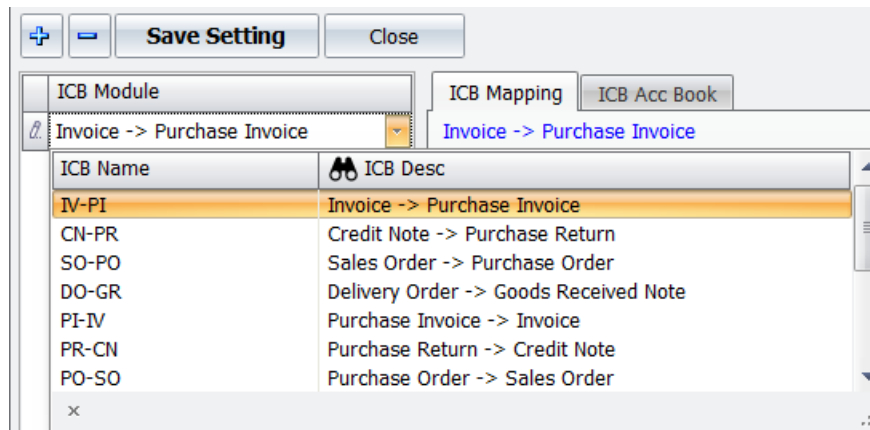 Save Setting Close
ICB Module ICB Mapping ICB Acc Book
Invoice -> Purchase Invoice Invoice -> Purchase Invoice
ICB Name ICB Desc
IV-PI Invoice -> Purchase Invoice
CN-PR Credit Note -> Purchase Return
SO-PO Sales Order -> Purchase Order
DO-GR Delivery Order -> Goods Received Note
PI-IV Purchase Invoice -> Invoice
PR-CN Purchase Return -> Credit Note
PO-SO Purchase Order -> Sales Order